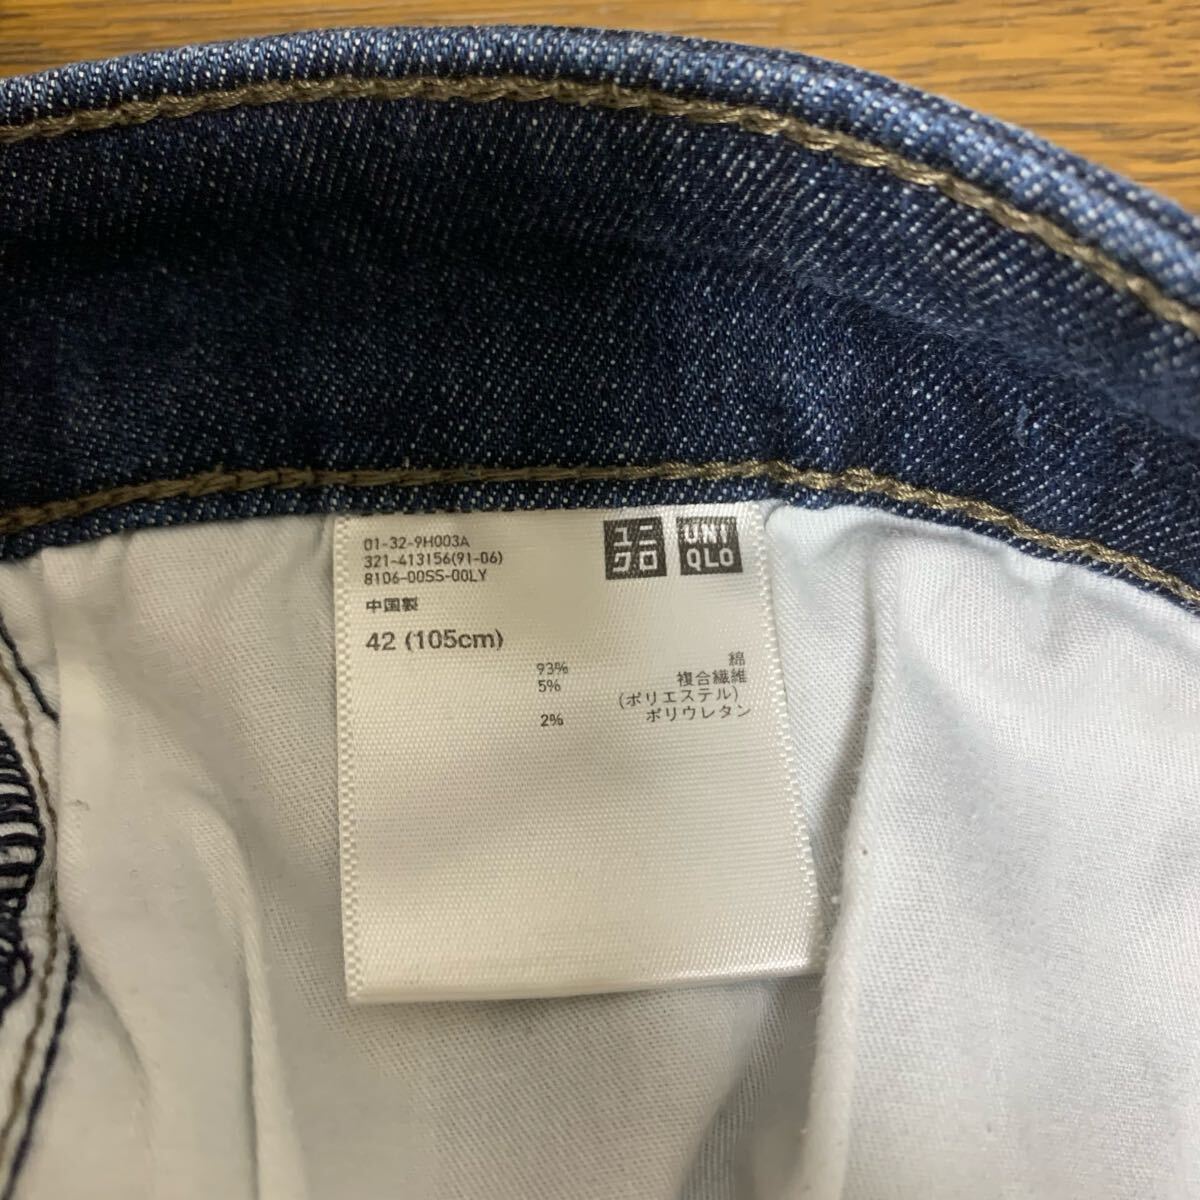 01-32-9H003A
321-413156(91-06)
8106-00SS-00LY
ユニクロ
UNIQLO
中国製
42 (105cm)
93% 綿
5% 複合繊維
(ポリエステル)
2% ポリウレタン